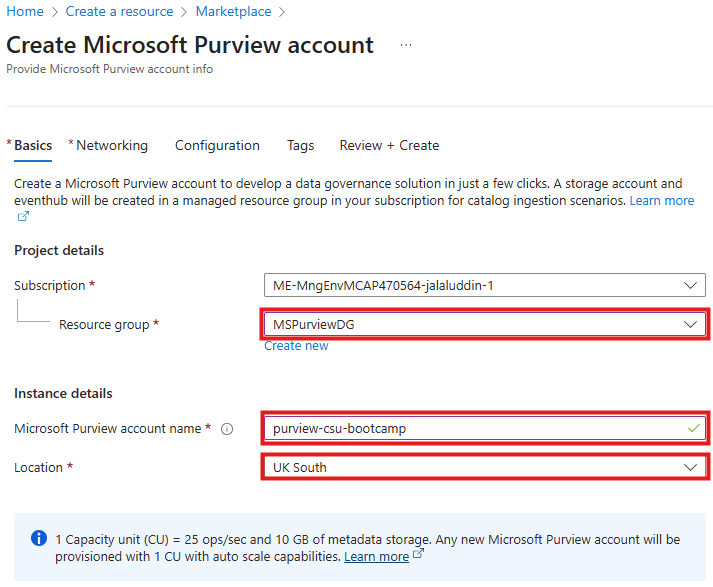 Home > Create a resource > Marketplace >
Create Microsoft Purview account ...
Provide Microsoft Purview account info
* Basics * Networking Configuration Tags Review + Create
Create a Microsoft Purview account to develop a data governance solution in just a few clicks. A storage account and
eventhub will be created in a managed resource group in your subscription for catalog ingestion scenarios. Learn more
Project details
Subscription * ME-MngEnvMCAP470564-jalaluddin-1
Resource group * MSPurviewDG
Create new
Instance details
Microsoft Purview account name * purview-csu-bootcamp
Location * UK South
1 Capacity unit (CU) = 25 ops/sec and 10 GB of metadata storage. Any new Microsoft Purview account will be
provisioned with 1 CU with auto scale capabilities. Learn more